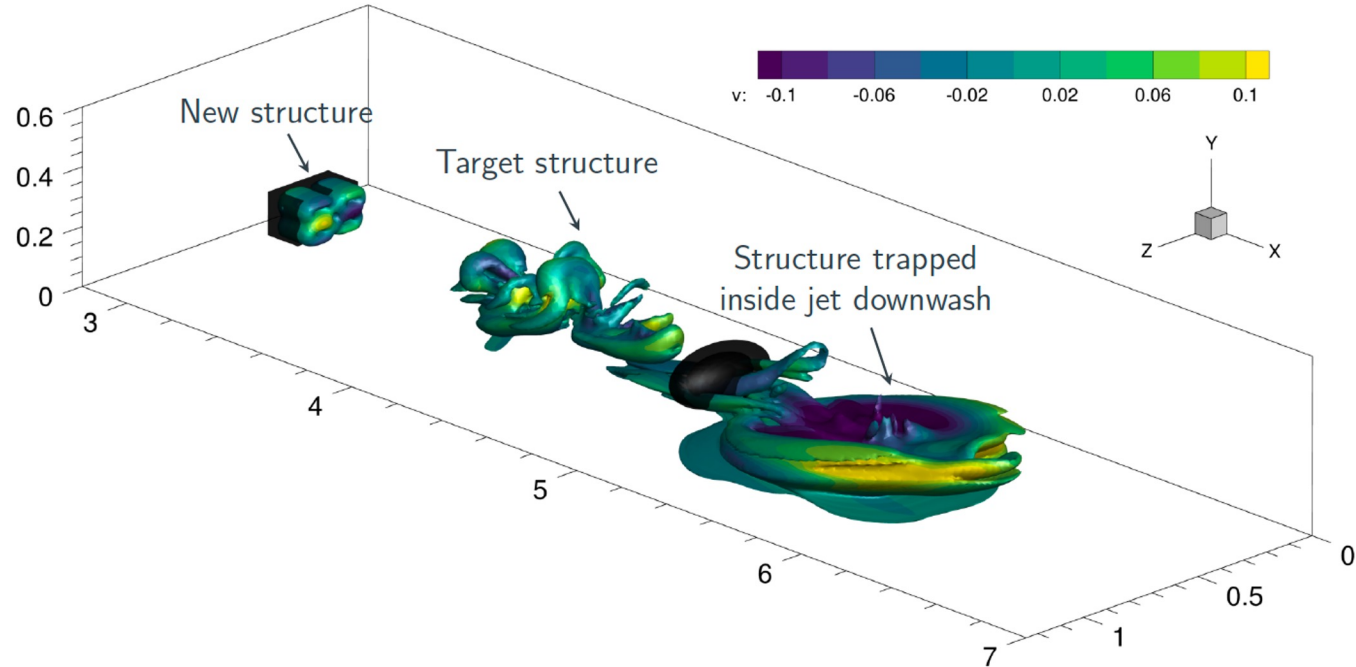 New structure
Target structure
Structure trapped
inside jet downwash
v: -0.1 -0.06 -0.02 0.02 0.06 0.1
Y
Z
X
0.6
0.4
0.2
0
3
4
5
6
7
1
0.5
0